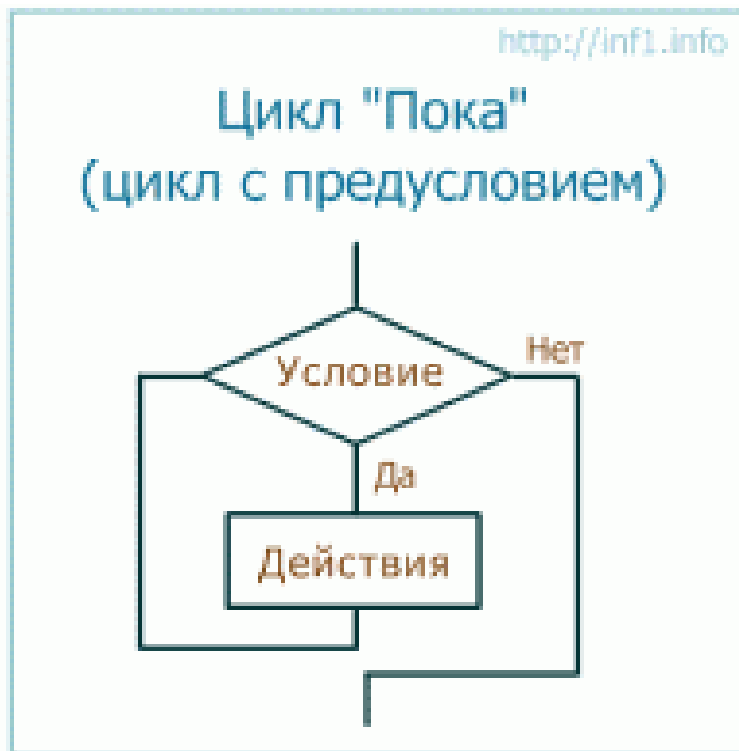 http://inf1.info
Цикл "Пока"
(цикл с предусловием)
Условие
Нет
Да
Действия